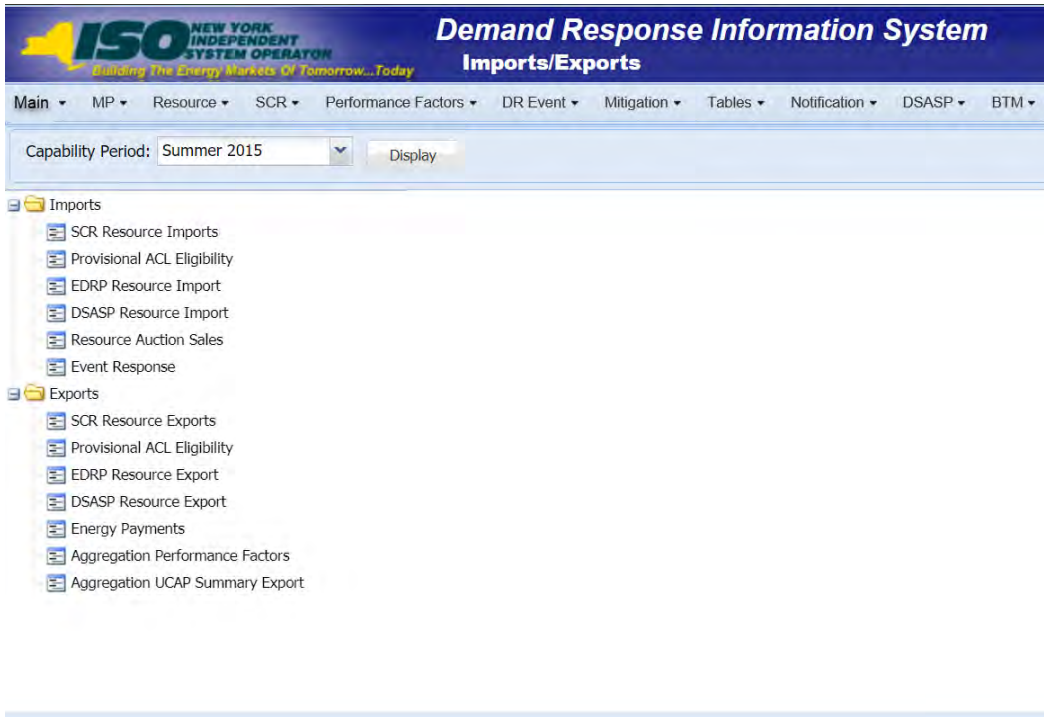 NEW YORK
INDEPENDENT
SYSTEM OPERATOR
ISO
Building The Energy Markets Of Tomorrow...Today
Demand Response Information System
Imports/Exports
Main MP Resource SCR Performance Factors DR Event Mitigation Tables Notification DSASP BTM
Capability Period: Summer 2015 Display
Imports
SCR Resource Imports
Provisional ACL Eligibility
EDRP Resource Import
DSASP Resource Import
Resource Auction Sales
Event Response
Exports
SCR Resource Exports
Provisional ACL Eligibility
EDRP Resource Export
DSASP Resource Export
Energy Payments
Aggregation Performance Factors
Aggregation UCAP Summary Export